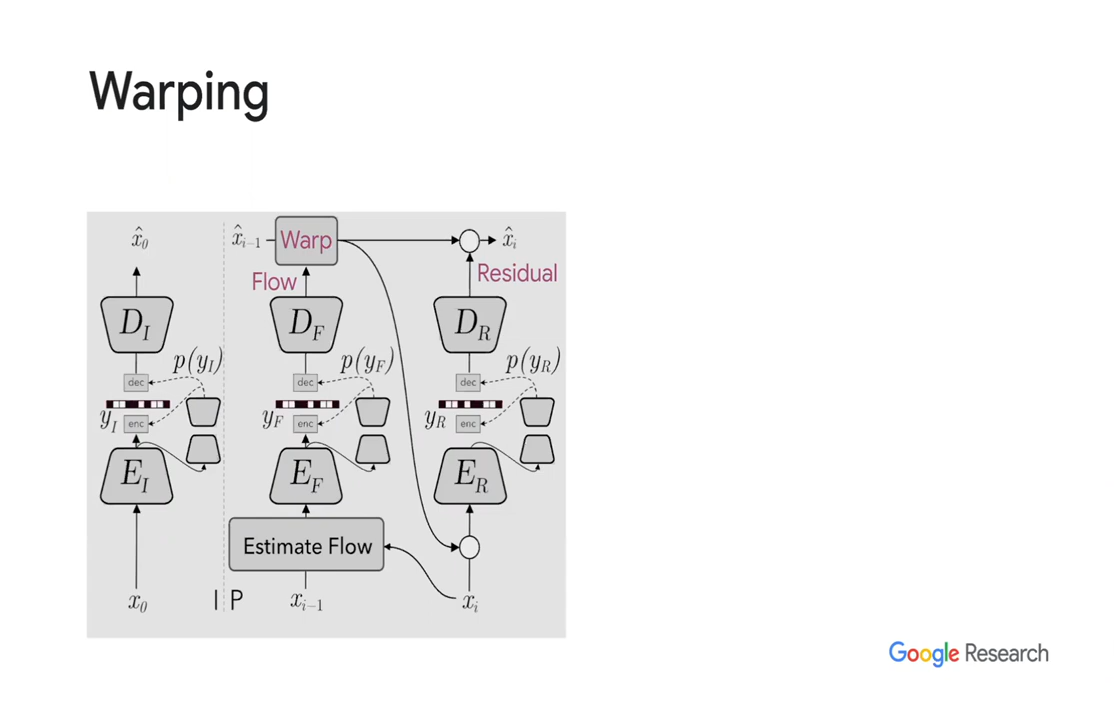 Warping
x̂₀
x̂ᵢ₋₁
Warp
x̂ᵢ
Flow
Residual
D_I
D_F
D_R
p(y_I)
p(y_F)
p(y_R)
dec
dec
dec
y_I
enc
y_F
enc
y_R
enc
E_I
E_F
E_R
Estimate Flow
x₀
I
P
xᵢ₋₁
xᵢ
Google Research